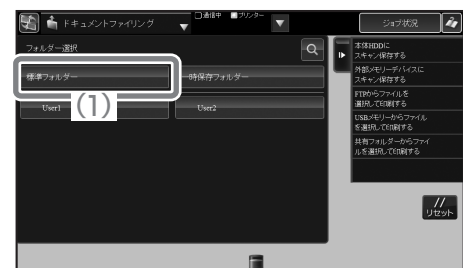 ドキュメントファイリング
通信中 プリンター
ジョブ状況
フォルダー選択
標準フォルダー
一時保存フォルダー
User1
(1)
User2
本体HDDに
スキャン保存する
外部メモリーデバイスに
スキャン保存する
FTPからファイルを
選択して印刷する
USBメモリーからファイル
を選択して印刷する
共有フォルダーからファイ
ルを選択して印刷する
リセット